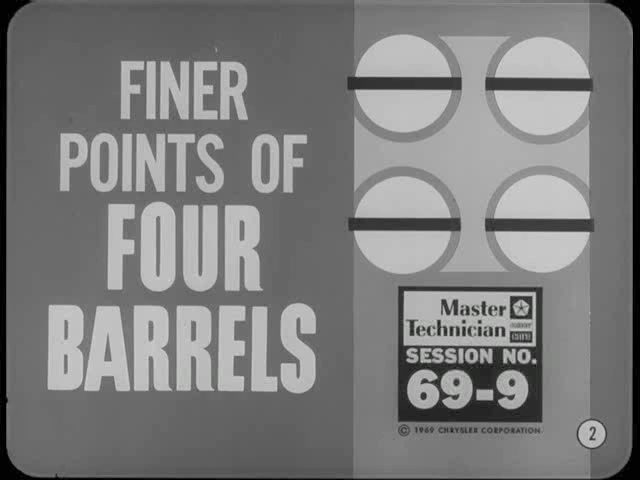 FINER
POINTS OF
FOUR
BARRELS
Master
Technician
SESSION NO.
69-9
© 1969 CHRYSLER CORPORATION
2